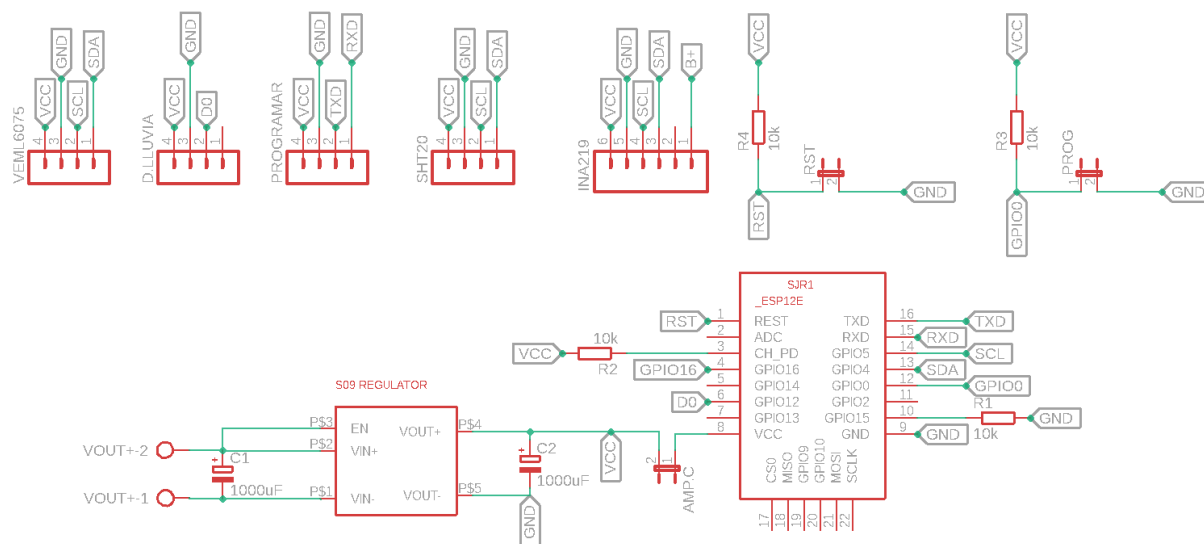 GND SDA
VCC SCL
4 3 2 1
VEML6075
GND
VCC D0
4 3 2 1
D.LLUVIA
GND RXD
VCC TXD
4 3 2 1
PROGRAMAR
GND SDA
VCC SCL
4 3 2 1
SHT20
GND SDA B+
VCC SCL
6 5 4 3 2 1
INA219
VCC
R4 10k
RST
1 2
GND
RST
VCC
R3 10k
PROG
1 2
GND
GPIO0
SJR1
_ESP12E
RST 1 REST
2 ADC
VCC 10k R2 3 CH_PD
GPIO16 4 GPIO16
5 GPIO14
D0 6 GPIO12
7 GPIO13
8 VCC
TXD 16 TXD
RXD 15 RXD
GPIO5 14 SCL
GPIO4 13 SDA
GPIO0 12 GPIO0
GPIO2 11
GPIO15 10 R1 10k GND
GND 9 GND
CS0 MISO GPIO9 GPIO10 MOSI SCLK
17 18 19 20 21 22
S09 REGULATOR
P$3 EN
VOUT+-2 P$2 VIN+
C1
1000uF
VOUT+-1 P$1 VIN-
VOUT+ P$4
VOUT- P$5
C2
1000uF
GND
VCC
2 1
AMP.C